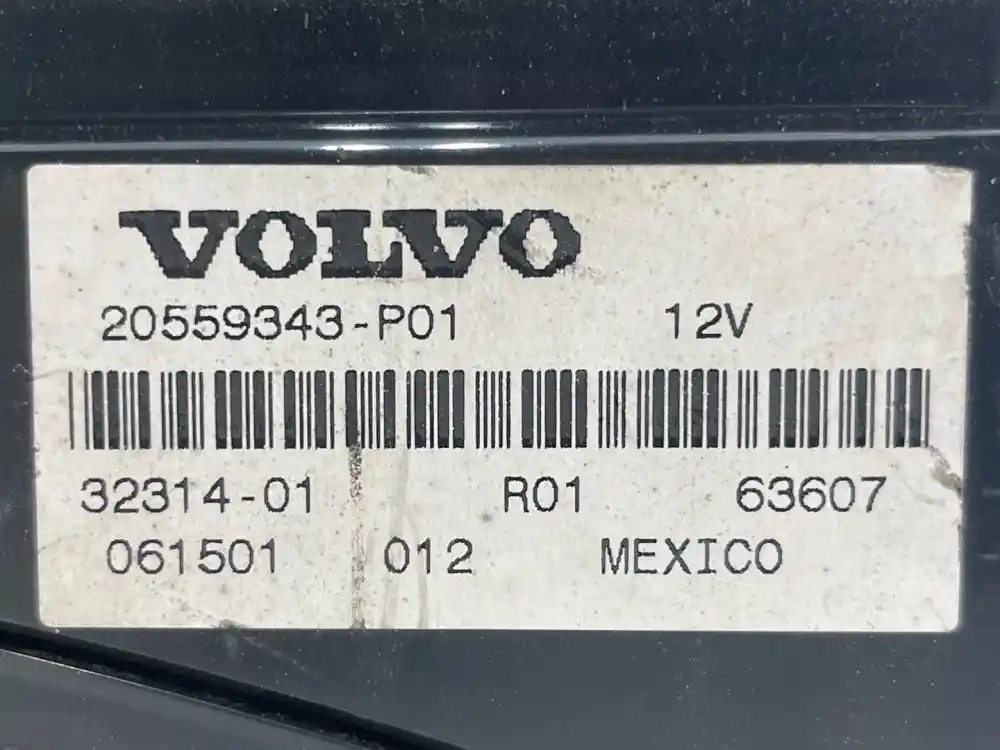 VOLVO
20559343-P01 12V
32314-01 R01 63607
061501 012 MEXICO